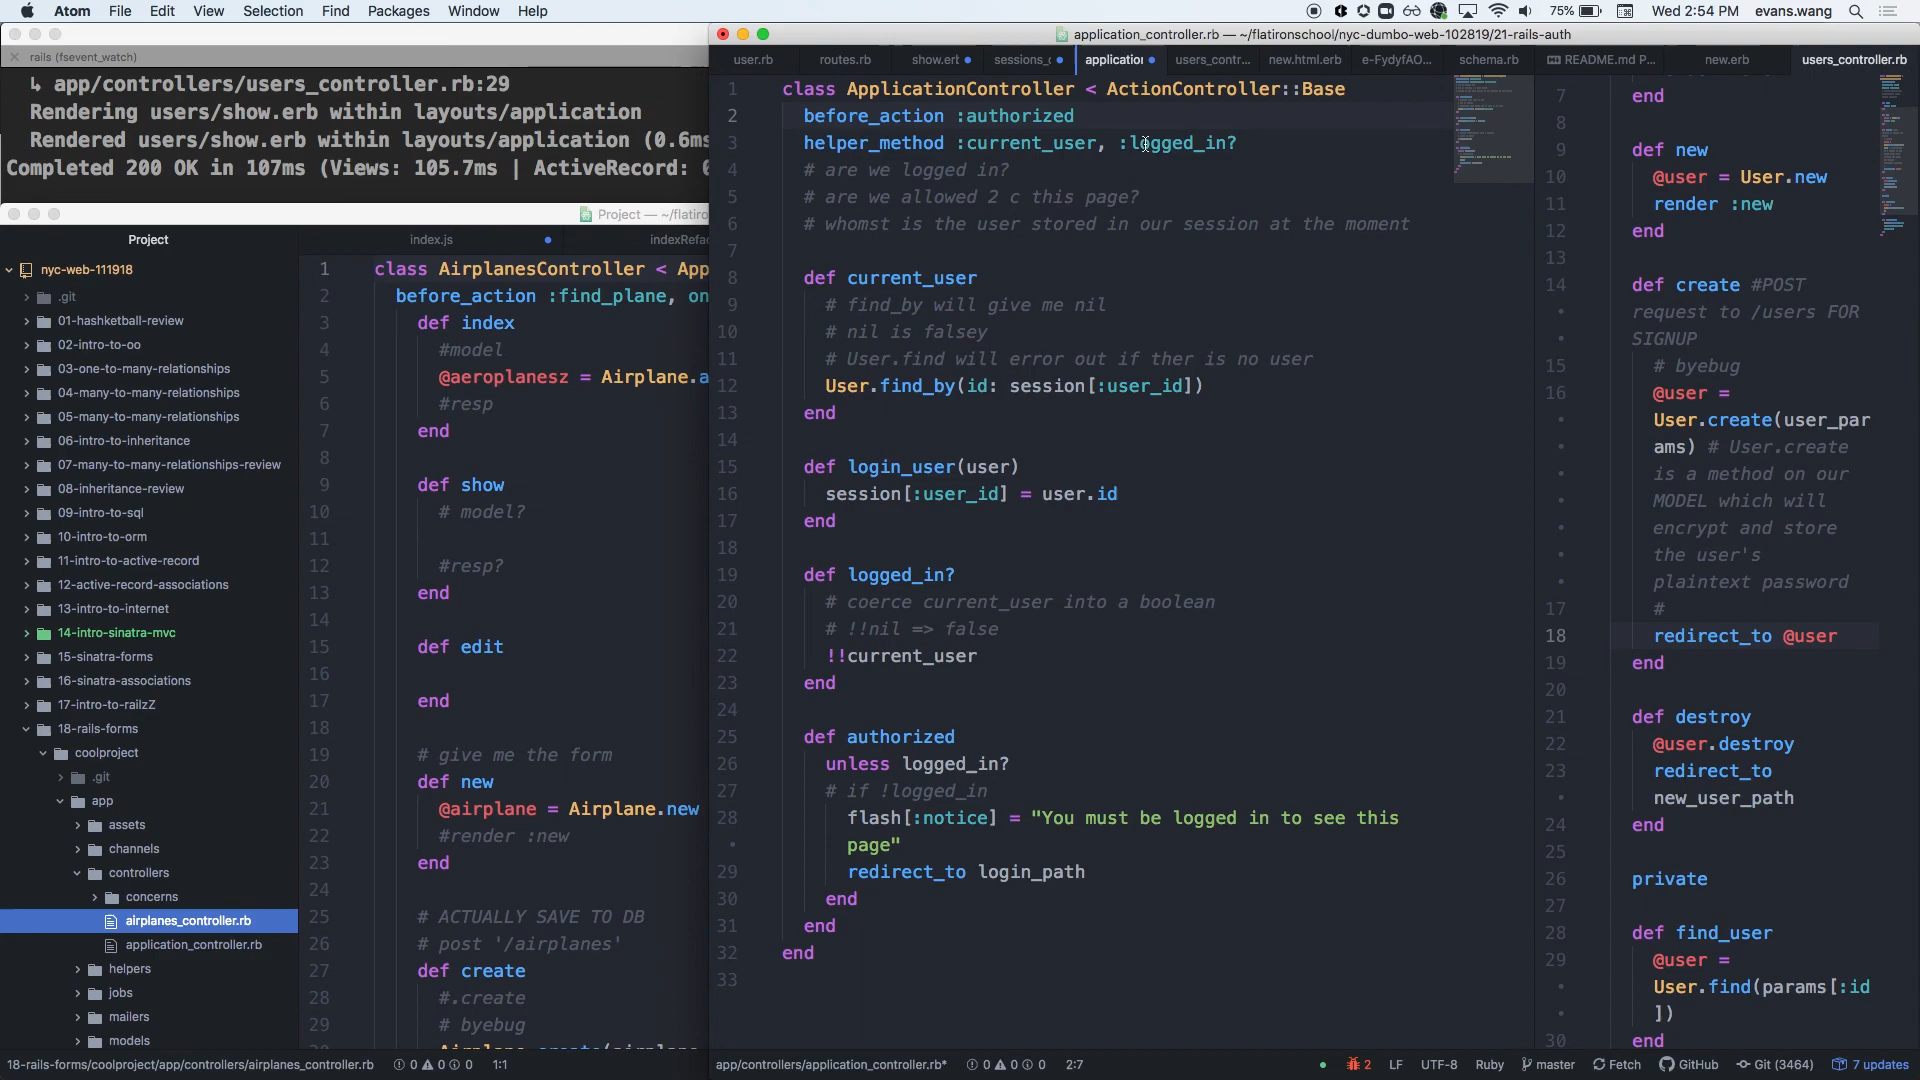 Atom File Edit View Selection Find Packages Window Help
75% Wed 2:54 PM evans.wang
rails (fsevent_watch)
↳ app/controllers/users_controller.rb:29
Rendering users/show.erb within layouts/application
Rendered users/show.erb within layouts/application (0.6ms
Completed 200 OK in 107ms (Views: 105.7ms | ActiveRecord: 0
Project — ~/flatiro
Project
nyc-web-111918
.git
01-hashketball-review
02-intro-to-oo
03-one-to-many-relationships
04-many-to-many-relationships
05-many-to-many-relationships
06-intro-to-inheritance
07-many-to-many-relationships-review
08-inheritance-review
09-intro-to-sql
10-intro-to-orm
11-intro-to-active-record
12-active-record-associations
13-intro-to-internet
14-intro-sinatra-mvc
15-sinatra-forms
16-sinatra-associations
17-intro-to-railzZ
18-rails-forms
coolproject
.git
app
assets
channels
controllers
concerns
airplanes_controller.rb
application_controller.rb
helpers
jobs
mailers
models
index.js indexRefac
1 class AirplanesController < App
2 before_action :find_plane, on
3 def index
4 #model
5 @aeroplanesz = Airplane.a
6 #resp
7 end
8
9 def show
10 # model?
11
12 #resp?
13 end
14
15 def edit
16
17 end
18
19 # give me the form
20 def new
21 @airplane = Airplane.new
22 #render :new
23 end
24
25 # ACTUALLY SAVE TO DB
26 # post '/airplanes'
27 def create
28 #.create
29 # byebug
18-rails-forms/coolproject/app/controllers/airplanes_controller.rb 0 0 0 1:1
application_controller.rb — ~/flatironschool/nyc-dumbo-web-102819/21-rails-auth
user.rb routes.rb show.ert sessions_c application users_contr... new.html.erb e-FydyfAO... schema.rb README.md P... new.erb users_controller.rb
1 class ApplicationController < ActionController::Base
2 before_action :authorized
3 helper_method :current_user, :logged_in?
4 # are we logged in?
5 # are we allowed 2 c this page?
6 # whomst is the user stored in our session at the moment
7
8 def current_user
9 # find_by will give me nil
10 # nil is falsey
11 # User.find will error out if ther is no user
12 User.find_by(id: session[:user_id])
13 end
14
15 def login_user(user)
16 session[:user_id] = user.id
17 end
18
19 def logged_in?
20 # coerce current_user into a boolean
21 # !!nil => false
22 !!current_user
23 end
24
25 def authorized
26 unless logged_in?
27 # if !logged_in
28 flash[:notice] = "You must be logged in to see this
page"
29 redirect_to login_path
30 end
31 end
32 end
33
7 end
8
9 def new
10 @user = User.new
11 render :new
12 end
13
14 def create #POST
request to /users FOR
SIGNUP
15 # byebug
16 @user =
User.create(user_par
ams) # User.create
is a method on our
MODEL which will
encrypt and store
the user's
plaintext password
17 #
18 redirect_to @user
19 end
20
21 def destroy
22 @user.destroy
23 redirect_to
new_user_path
24 end
25
26 private
27
28 def find_user
29 @user =
User.find(params[:id
])
30 end
app/controllers/application_controller.rb* 0 0 0 2:7
2 LF UTF-8 Ruby master Fetch GitHub Git (3464) 7 updates